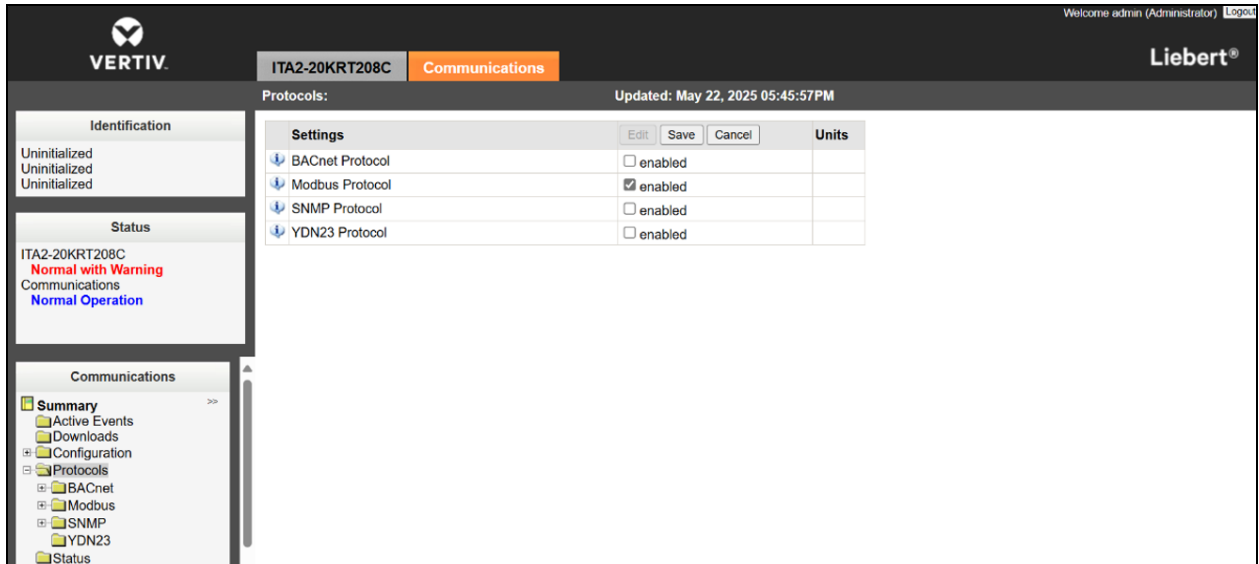 Welcome admin (Administrator) Logout
VERTIV.
ITA2-20KRT208C Communications
Liebert®
Protocols: Updated: May 22, 2025 05:45:57PM
Identification
Uninitialized
Uninitialized
Uninitialized
Status
ITA2-20KRT208C
Normal with Warning
Communications
Normal Operation
Communications
Summary >>
Active Events
Downloads
Configuration
Protocols
BACnet
Modbus
SNMP
YDN23
Status
Settings Edit Save Cancel Units
BACnet Protocol enabled
Modbus Protocol enabled
SNMP Protocol enabled
YDN23 Protocol enabled